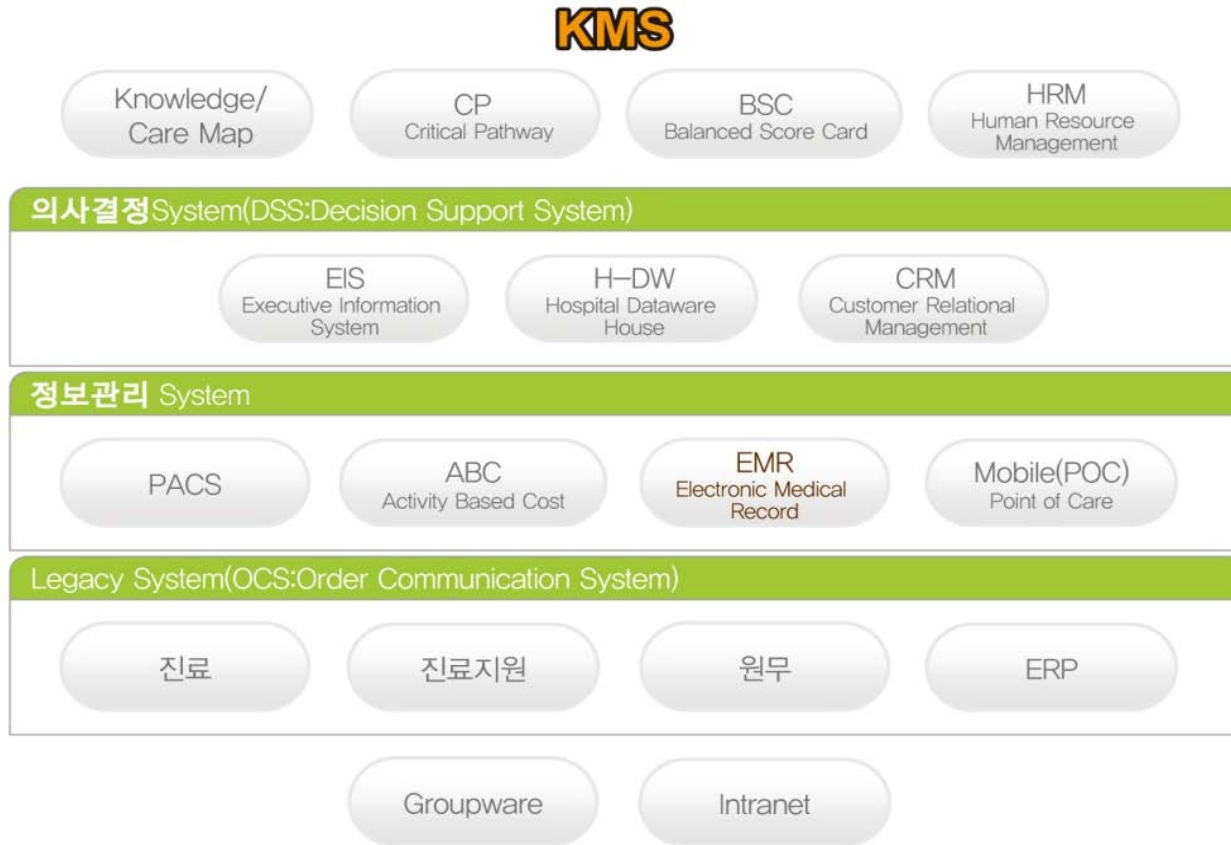 KMS
Knowledge/
Care Map
CP
Critical Pathway
BSC
Balanced Score Card
HRM
Human Resource
Management
의사결정System(DSS:Decision Support System)
EIS
Executive Information
System
H-DW
Hospital Dataware
House
CRM
Customer Relational
Management
정보관리 System
PACS
ABC
Activity Based Cost
EMR
Electronic Medical
Record
Mobile(POC)
Point of Care
Legacy System(OCS:Order Communication System)
진료
진료지원
원무
ERP
Groupware
Intranet